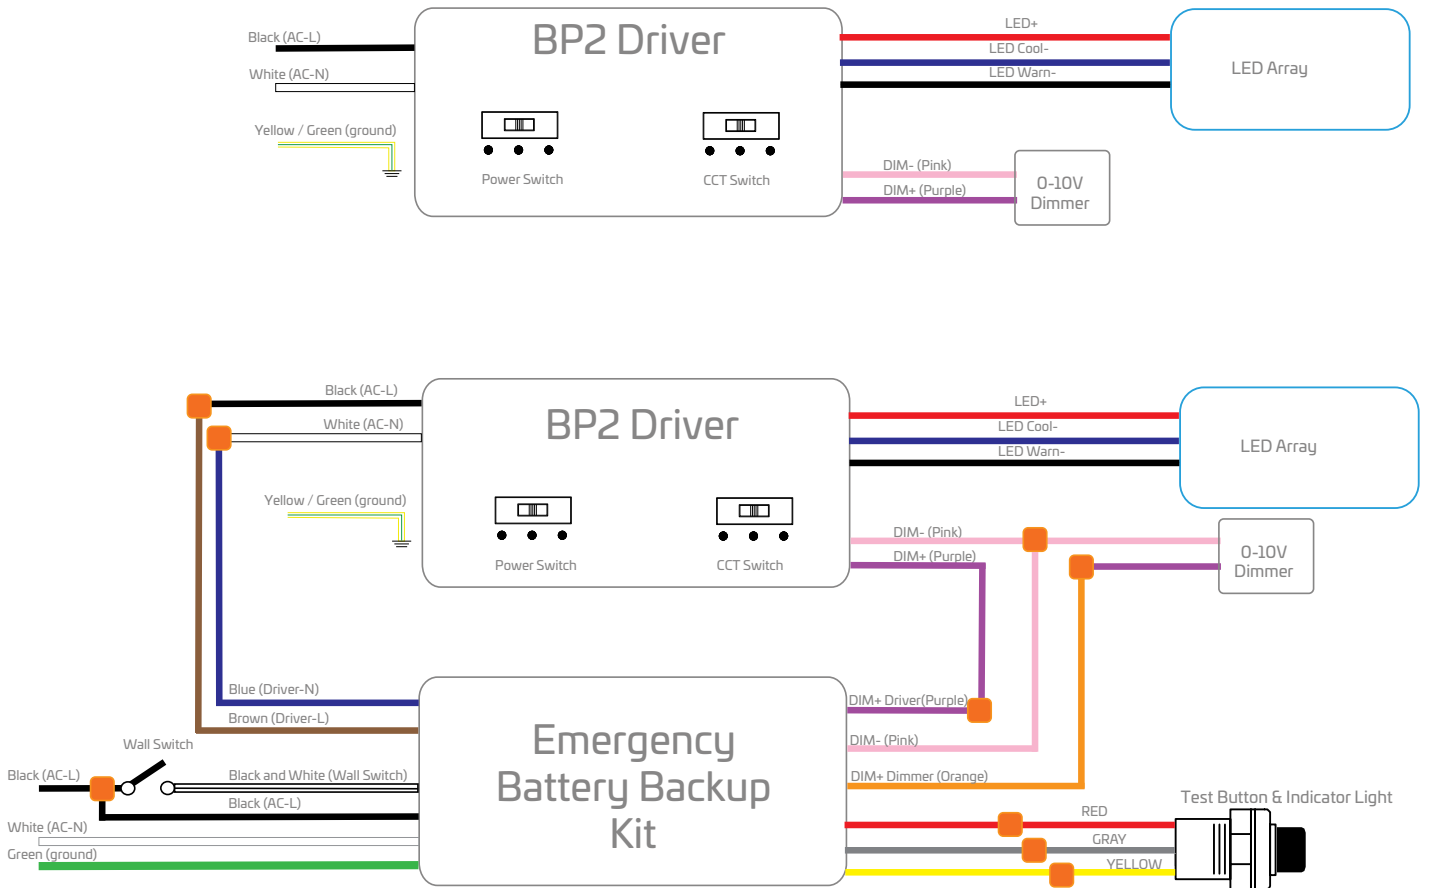 BP2 Driver
Black (AC-L)
White (AC-N)
Yellow / Green (ground)
Power Switch
CCT Switch
LED+
LED Cool-
LED Warn-
LED Array
DIM- (Pink)
DIM+ (Purple)
0-10V
Dimmer
BP2 Driver
Black (AC-L)
White (AC-N)
Yellow / Green (ground)
Power Switch
CCT Switch
LED+
LED Cool-
LED Warn-
LED Array
DIM- (Pink)
DIM+ (Purple)
0-10V
Dimmer
Blue (Driver-N)
Brown (Driver-L)
Wall Switch
Black (AC-L)
Black and White (Wall Switch)
Black (AC-L)
White (AC-N)
Green (ground)
Emergency
Battery Backup
Kit
DIM+ Driver(Purple)
DIM- (Pink)
DIM+ Dimmer (Orange)
Test Button & Indicator Light
RED
GRAY
YELLOW